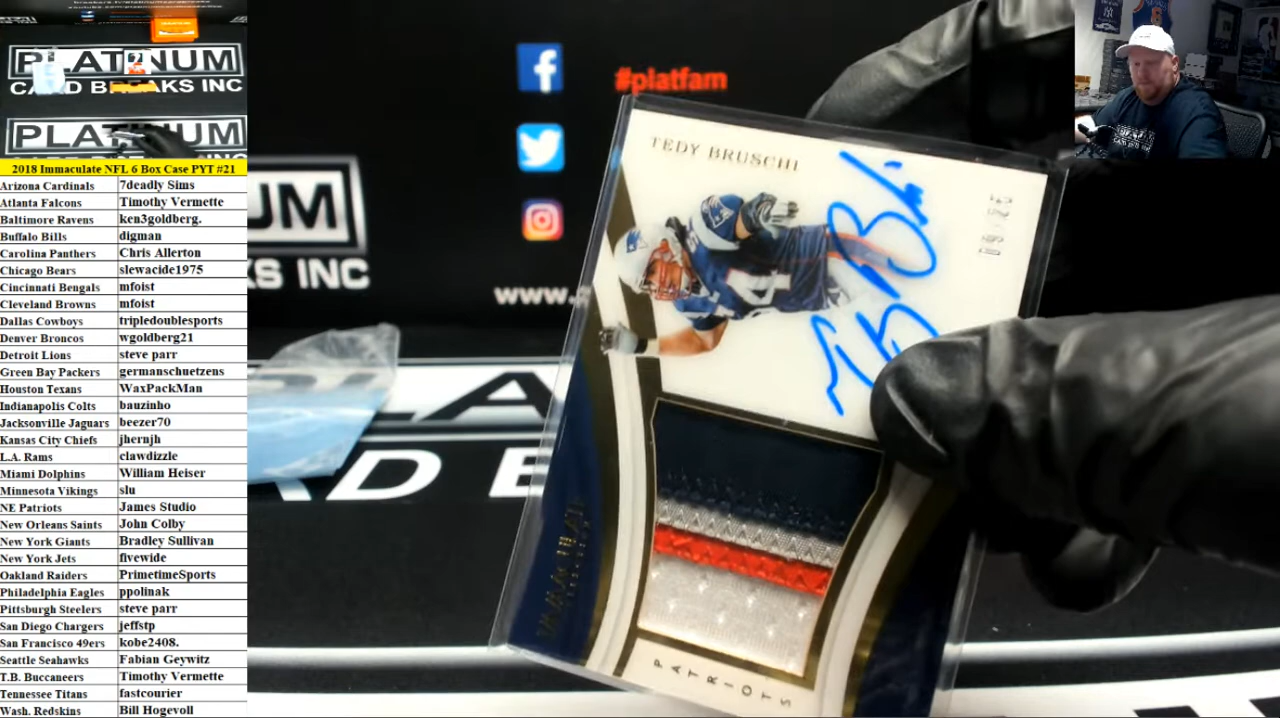 PLATINUM
CARD BREAKS INC
PLATINUM
2018 Immaculate NFL 6 Box Case PYT #21
Arizona Cardinals 7deadly Sims
Atlanta Falcons Timothy Vermette
Baltimore Ravens ken3goldberg.
Buffalo Bills digman
Carolina Panthers Chris Allerton
Chicago Bears slewacide1975
Cincinnati Bengals mfoist
Cleveland Browns mfoist
Dallas Cowboys tripledoublesports
Denver Broncos wgoldberg21
Detroit Lions steve parr
Green Bay Packers germanschuetzens
Houston Texans WaxPackMan
Indianapolis Colts bauzinho
Jacksonville Jaguars beezer70
Kansas City Chiefs jhernjh
L.A. Rams clawdizzle
Miami Dolphins William Heiser
Minnesota Vikings slu
NE Patriots James Studio
New Orleans Saints John Colby
New York Giants Bradley Sullivan
New York Jets fivewide
Oakland Raiders PrimetimeSports
Philadelphia Eagles ppolinak
Pittsburgh Steelers steve parr
San Diego Chargers jeffstp
San Francisco 49ers kobe2408.
Seattle Seahawks Fabian Geywitz
T.B. Buccaneers Timothy Vermette
Tennessee Titans fastcourier
Wash. Redskins Bill Hogevoll
#platfam
UM
KS INC
www.
TEDY BRUSCHI
PATRIOTS